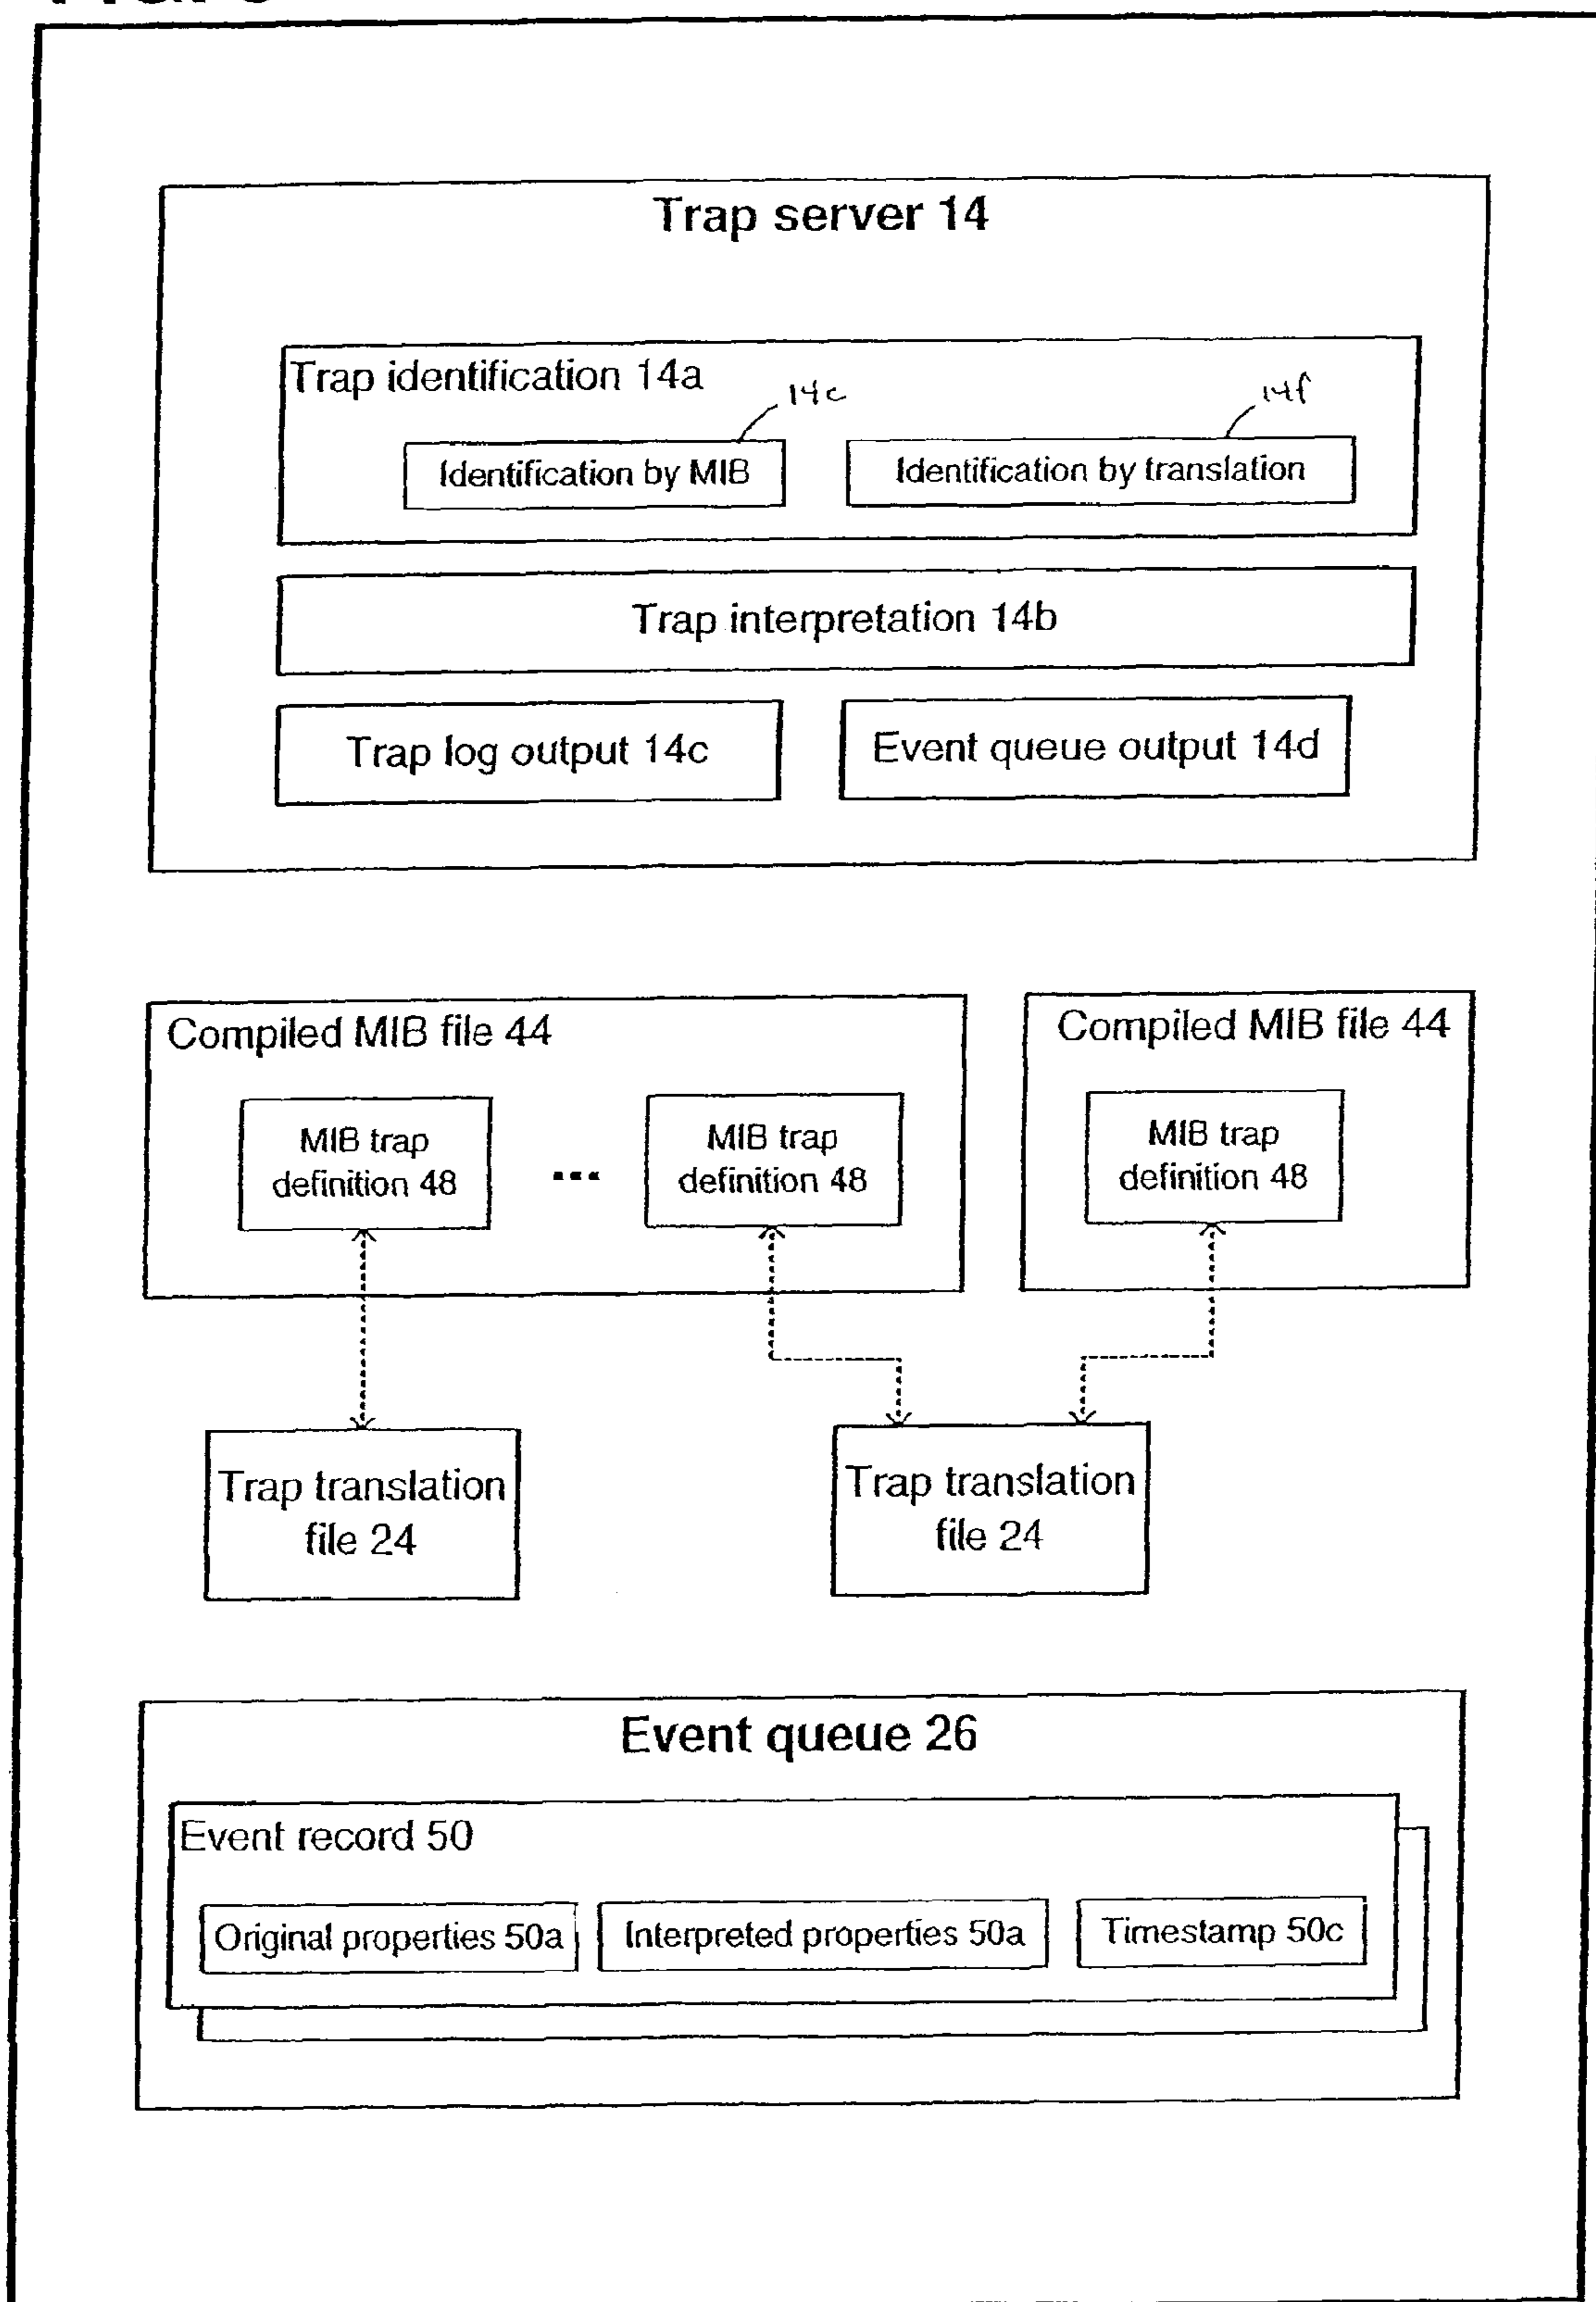 Trap server 14
Trap identification 14a
14e
14f
Identification by MIB
Identification by translation
Trap interpretation 14b
Trap log output 14c
Event queue output 14d
Compiled MIB file 44
Compiled MIB file 44
MIB trap
definition 48
...
MIB trap
definition 48
MIB trap
definition 48
Trap translation
file 24
Trap translation
file 24
Event queue 26
Event record 50
Original properties 50a
Interpreted properties 50a
Timestamp 50c